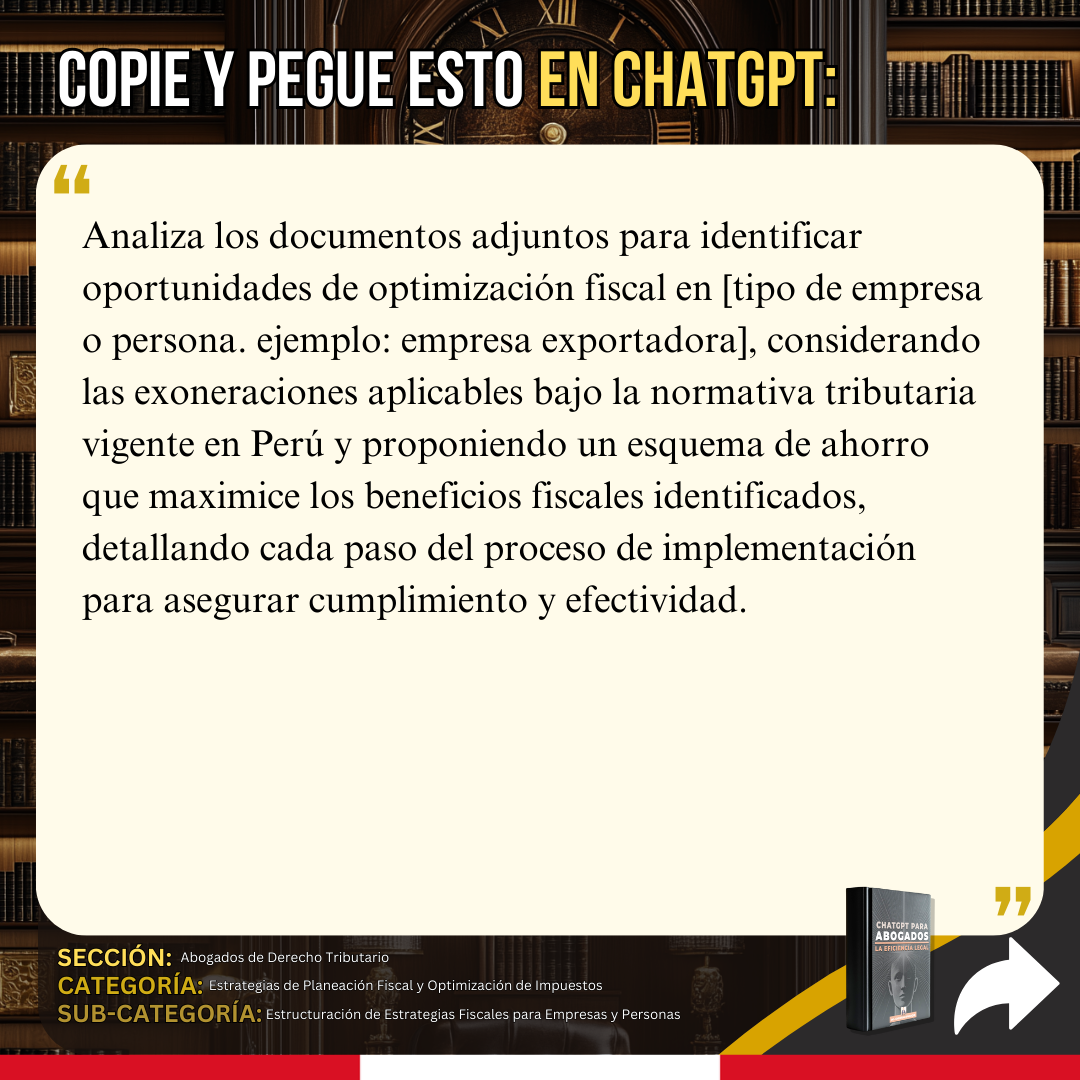 COPIE Y PEGUE ESTO EN CHATGPT:
“
Analiza los documentos adjuntos para identificar
oportunidades de optimización fiscal en [tipo de empresa
o persona. ejemplo: empresa exportadora], considerando
las exoneraciones aplicables bajo la normativa tributaria
vigente en Perú y proponiendo un esquema de ahorro
que maximice los beneficios fiscales identificados,
detallando cada paso del proceso de implementación
para asegurar cumplimiento y efectividad.
”
CHATGPT PARA
ABOGADOS
LA EFICIENCIA LEGAL
SECCIÓN: Abogados de Derecho Tributario
CATEGORÍA: Estrategias de Planeación Fiscal y Optimización de Impuestos
SUB-CATEGORÍA: Estructuración de Estrategias Fiscales para Empresas y Personas